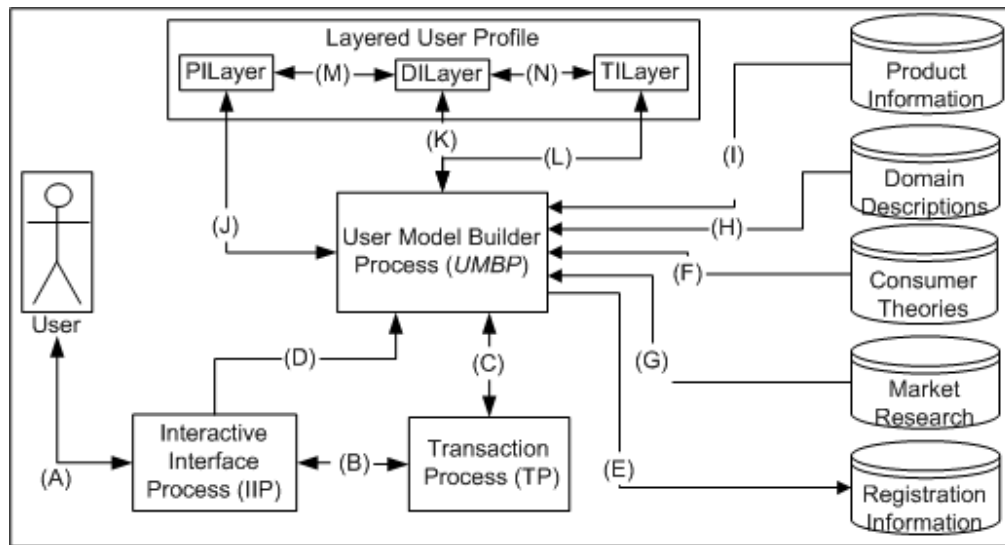 Layered User Profile
PILayer
(M)
DILayer
(N)
TILayer
Product
Information
(K)
(L)
(I)
Domain
Descriptions
(J)
User Model Builder
Process (UMBP)
(H)
(F)
Consumer
Theories
User
(D)
(C)
(G)
Market
Research
(A)
Interactive
Interface
Process (IIP)
(B)
Transaction
Process (TP)
(E)
Registration
Information